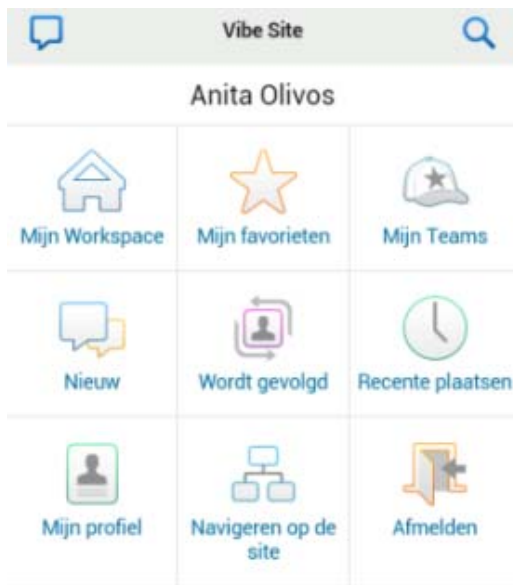 Vibe Site
Anita Olivos
Mijn Workspace
Mijn favorieten
Mijn Teams
Nieuw
Wordt gevolgd
Recente plaatsen
Mijn profiel
Navigeren op de
site
Afmelden